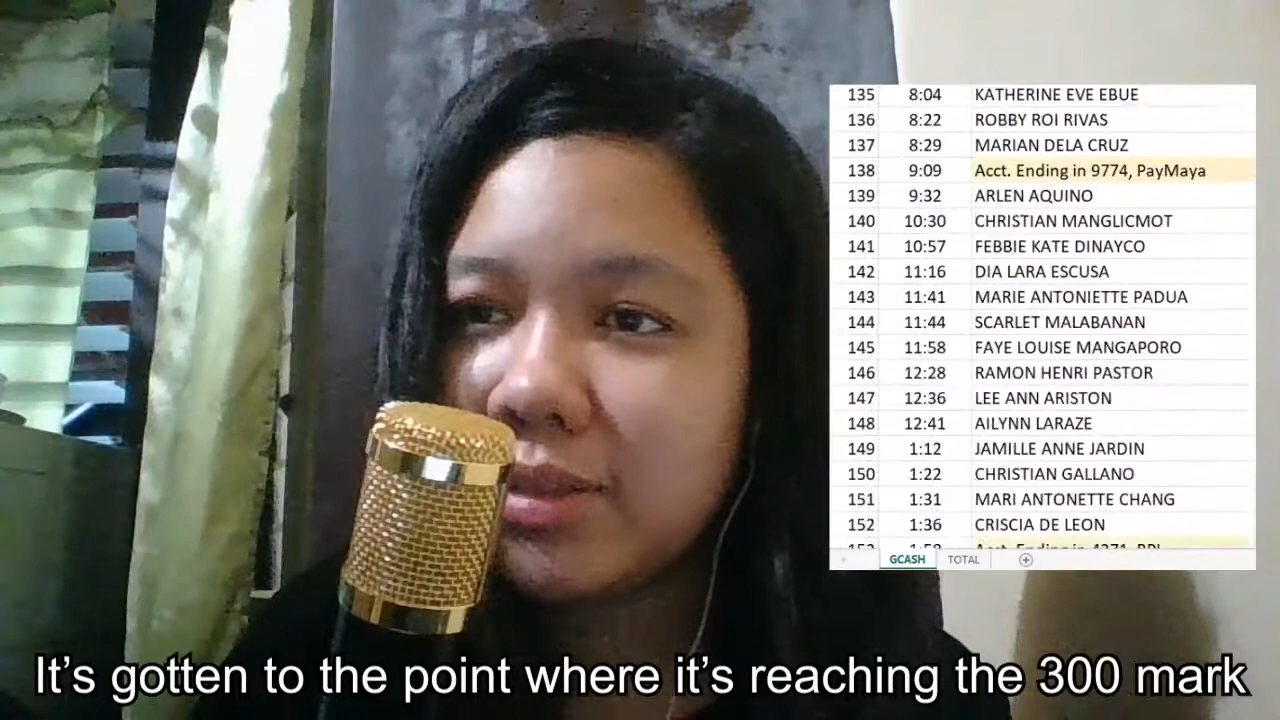 135 8:04 KATHERINE EVE EBUE
136 8:22 ROBBY ROI RIVAS
137 8:29 MARIAN DELA CRUZ
138 9:09 Acct. Ending in 9774, PayMaya
139 9:32 ARLEN AQUINO
140 10:30 CHRISTIAN MANGLICMOT
141 10:57 FEBBIE KATE DINAYCO
142 11:16 DIA LARA ESCUSA
143 11:41 MARIE ANTONIETTE PADUA
144 11:44 SCARLET MALABANAN
145 11:58 FAYE LOUISE MANGAPORO
146 12:28 RAMON HENRI PASTOR
147 12:36 LEE ANN ARISTON
148 12:41 AILYNN LARAZE
149 1:12 JAMILLE ANNE JARDIN
150 1:22 CHRISTIAN GALLANO
151 1:31 MARI ANTONETTE CHANG
152 1:36 CRISCIA DE LEON
GCASH TOTAL
It's gotten to the point where it's reaching the 300 mark